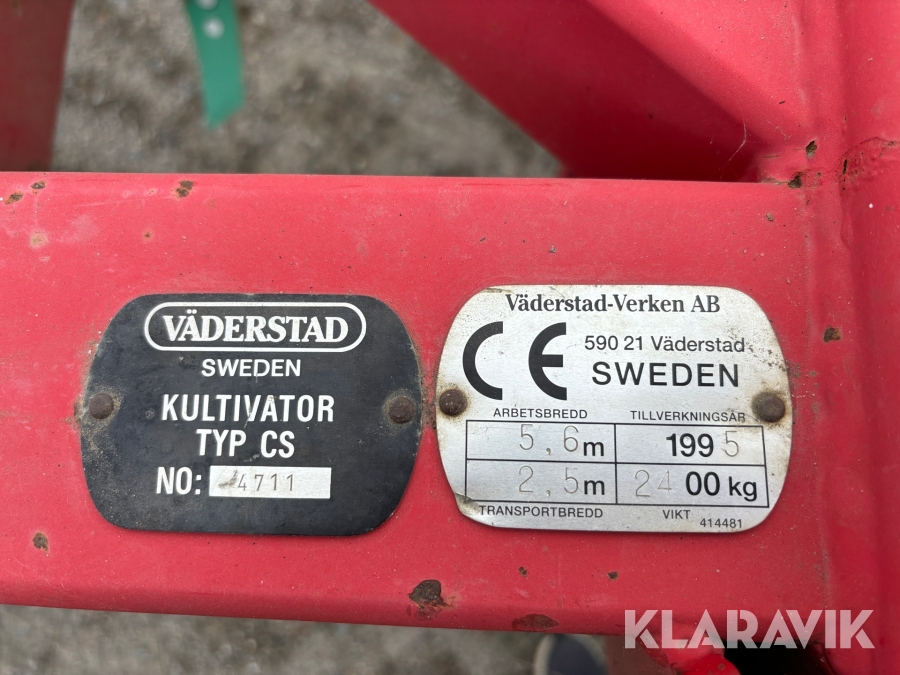 VÄDERSTAD
SWEDEN
KULTIVATOR
TYP CS
NO: 4711
Väderstad-Verken AB
CE 590 21 Väderstad
SWEDEN
ARBETSBREDD TILLVERKNINGSÅR
5,6 m 1995
2,5 m 2400 kg
TRANSPORTBREDD VIKT 414481
KLARAVIK